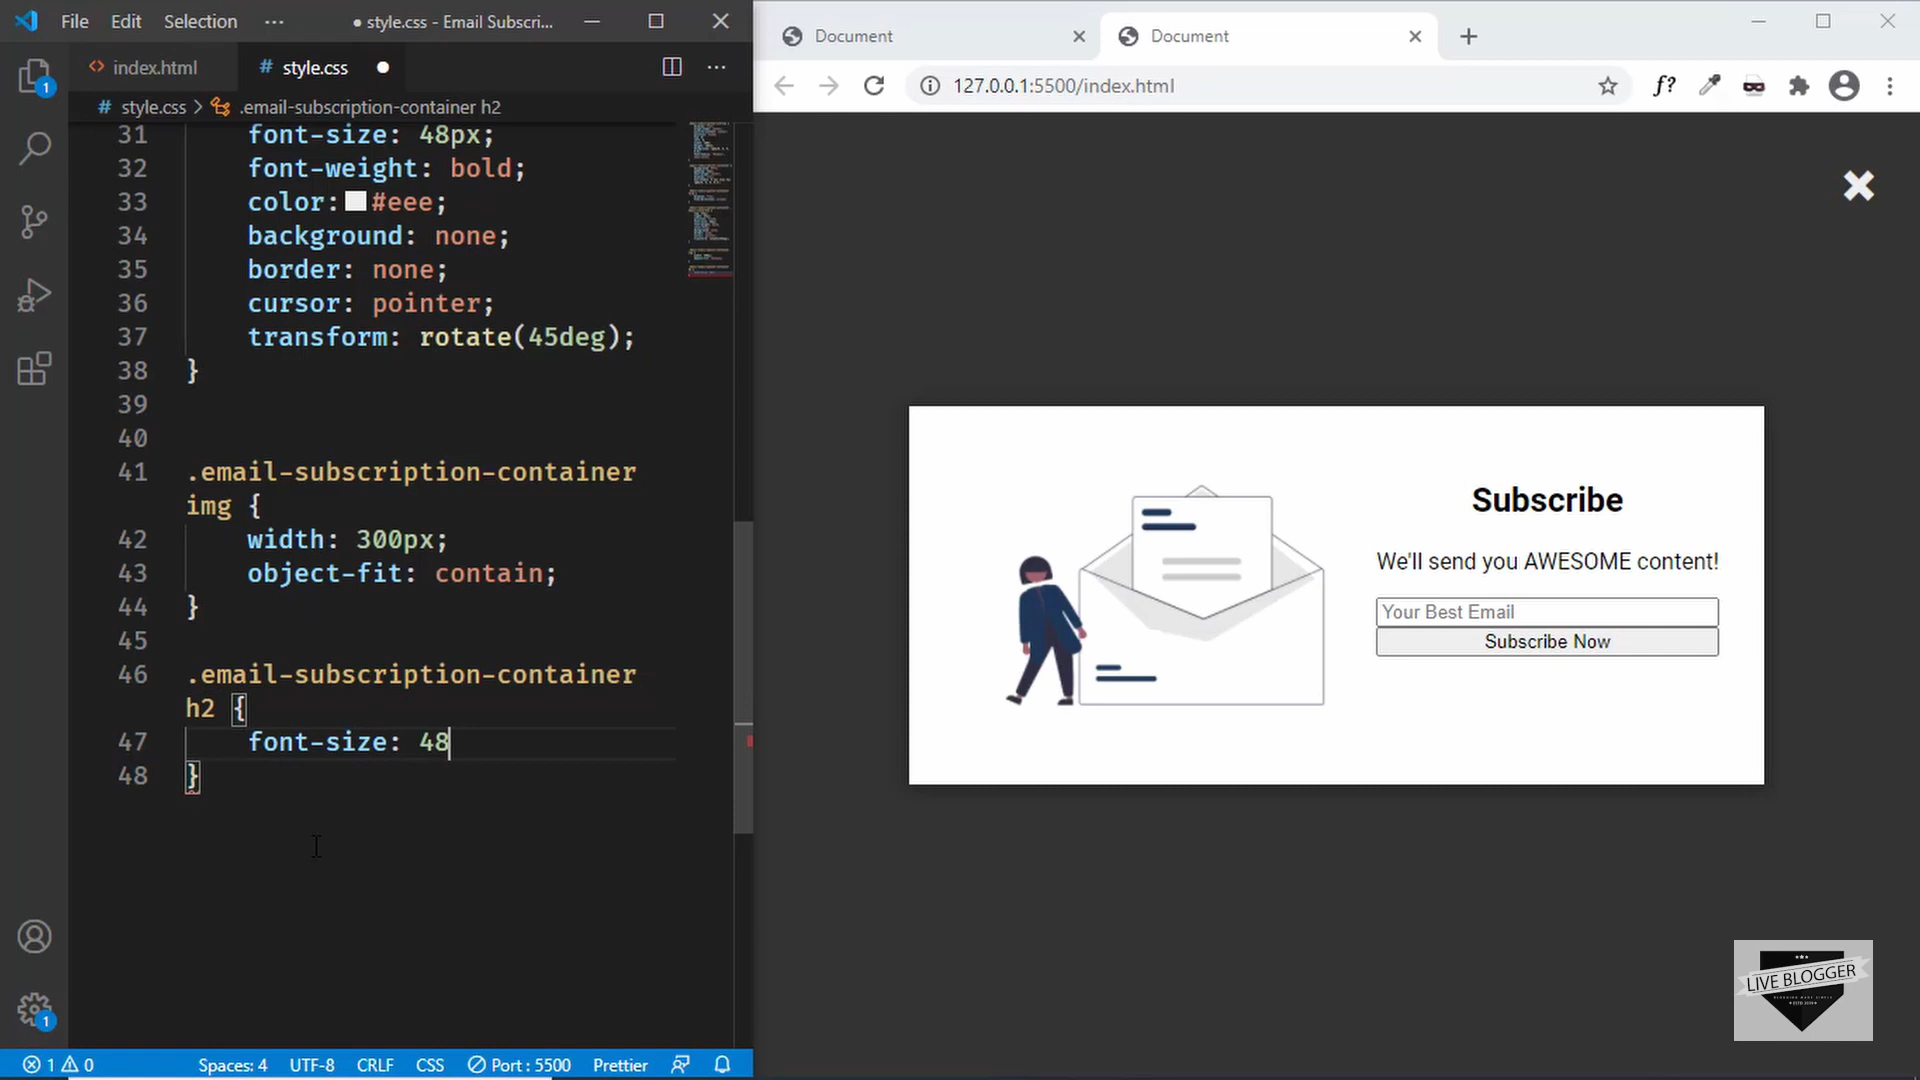 File Edit Selection ··· ● style.css - Email Subscri...
index.html # style.css ● ···
# style.css > .email-subscription-container h2
31 font-size: 48px;
32 font-weight: bold;
33 color: #eee;
34 background: none;
35 border: none;
36 cursor: pointer;
37 transform: rotate(45deg);
38 }
39
40
41 .email-subscription-container
img {
42 width: 300px;
43 object-fit: contain;
44 }
45
46 .email-subscription-container
h2 {
47 font-size: 48
48 }
1
1
1 0 Spaces: 4 UTF-8 CRLF CSS Port : 5500 Prettier
Document Document
127.0.0.1:5500/index.html f?
Subscribe
We'll send you AWESOME content!
Your Best Email
Subscribe Now
LIVE BLOGGER